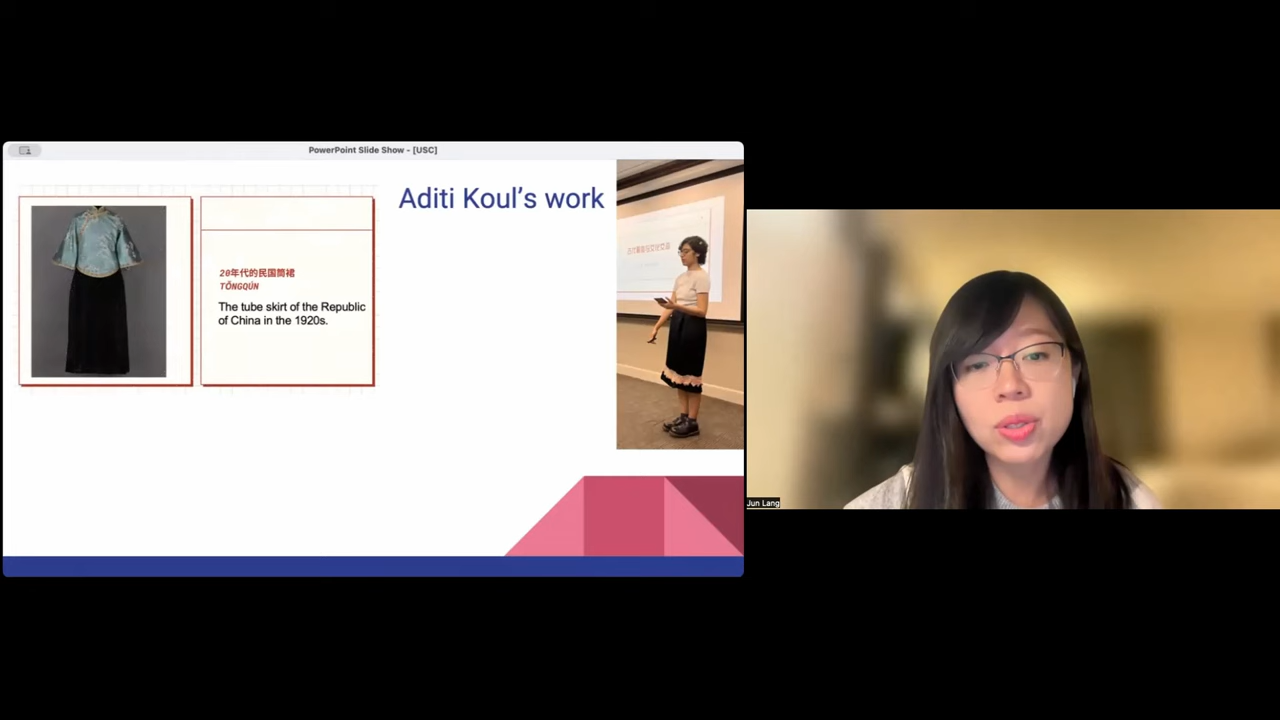 PowerPoint Slide Show - [USC]
Aditi Koul's work
20年代的民国筒裙
TǑNGQÚN
The tube skirt of the Republic
of China in the 1920s.
Jun Lang